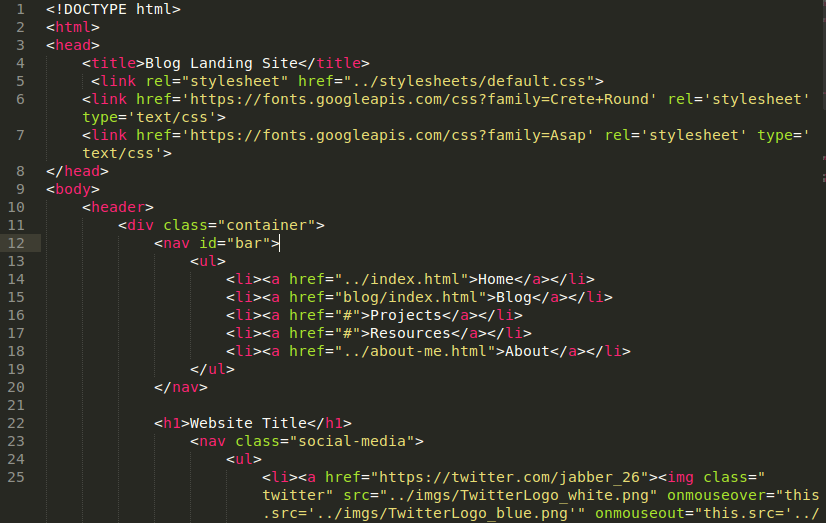 1 <!DOCTYPE html>
2 <html>
3 <head>
4 <title>Blog Landing Site</title>
5 <link rel="stylesheet" href="../stylesheets/default.css">
6 <link href='https://fonts.googleapis.com/css?family=Crete+Round' rel='stylesheet'
type='text/css'>
7 <link href='https://fonts.googleapis.com/css?family=Asap' rel='stylesheet' type='
text/css'>
8 </head>
9 <body>
10 <header>
11 <div class="container">
12 <nav id="bar">
13 <ul>
14 <li><a href="../index.html">Home</a></li>
15 <li><a href="blog/index.html">Blog</a></li>
16 <li><a href="#">Projects</a></li>
17 <li><a href="#">Resources</a></li>
18 <li><a href="../about-me.html">About</a></li>
19 </ul>
20 </nav>
21
22 <h1>Website Title</h1>
23 <nav class="social-media">
24 <ul>
25 <li><a href="https://twitter.com/jabber_26"><img class="
twitter" src="../imgs/TwitterLogo_white.png" onmouseover="this
.src='../imgs/TwitterLogo_blue.png'" onmouseout="this.src='../